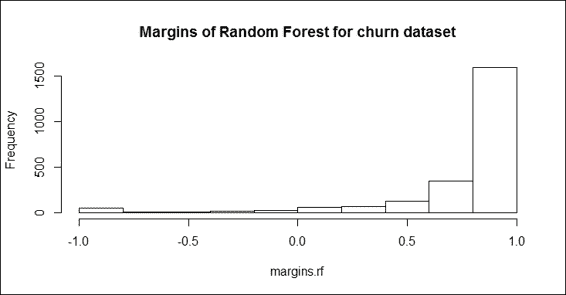 Margins of Random Forest for churn dataset
Frequency
1500
1000
500
0
-1.0 -0.5 0.0 0.5 1.0
margins.rf